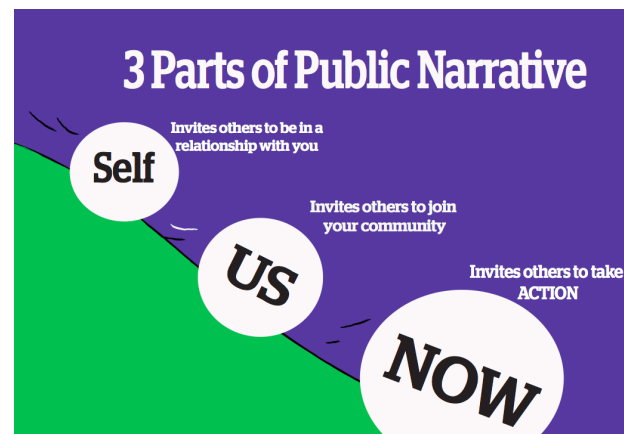 3 Parts of Public Narrative
Invites others to be in a
relationship with you
Self
Invites others to join
your community
US
Invites others to take
ACTION
NOW